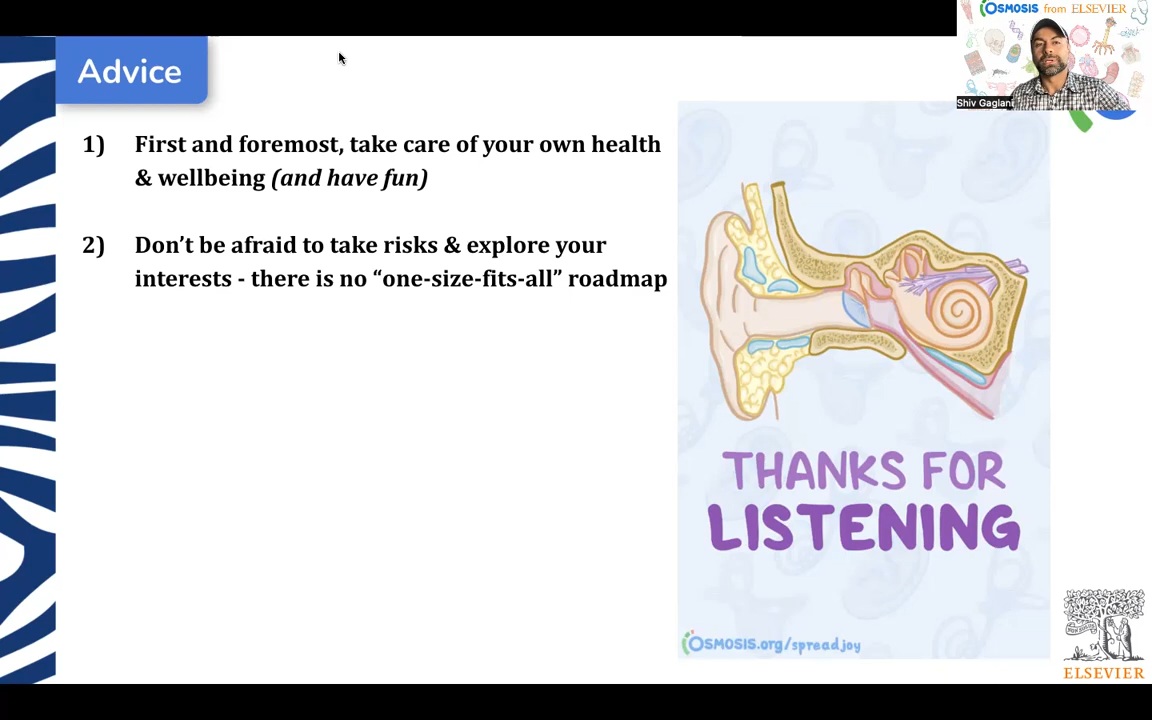 OSMOSIS from ELSEVIER
Advice
Shiv Gaglani
1) First and foremost, take care of your own health
& wellbeing (and have fun)
2) Don’t be afraid to take risks & explore your
interests - there is no “one-size-fits-all” roadmap
THANKS FOR
LISTENING
OSMOSIS.org/spreadjoy
ELSEVIER